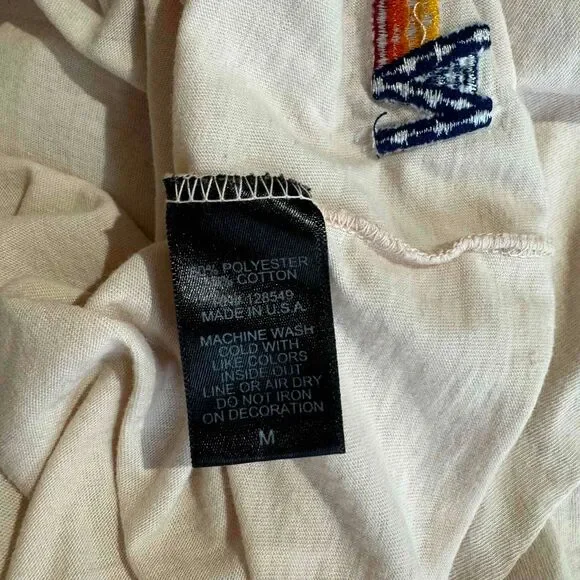 POLYESTER
COTTON
128549
MADE IN U.S.A.
MACHINE WASH
COLD WITH
LIKE COLORS
INSIDE OUT
LINE OR AIR DRY
DO NOT IRON
ON DECORATION
M